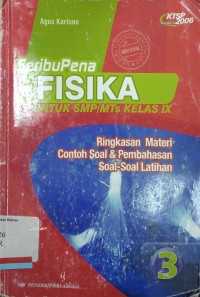 Agus Kartono
KTSP
2006
SeribuPena
FISIKA
UNTUK SMP/MTs KELAS IX
Ringkasan Materi
Contoh Soal & Pembahasan
Soal-Soal Latihan
3